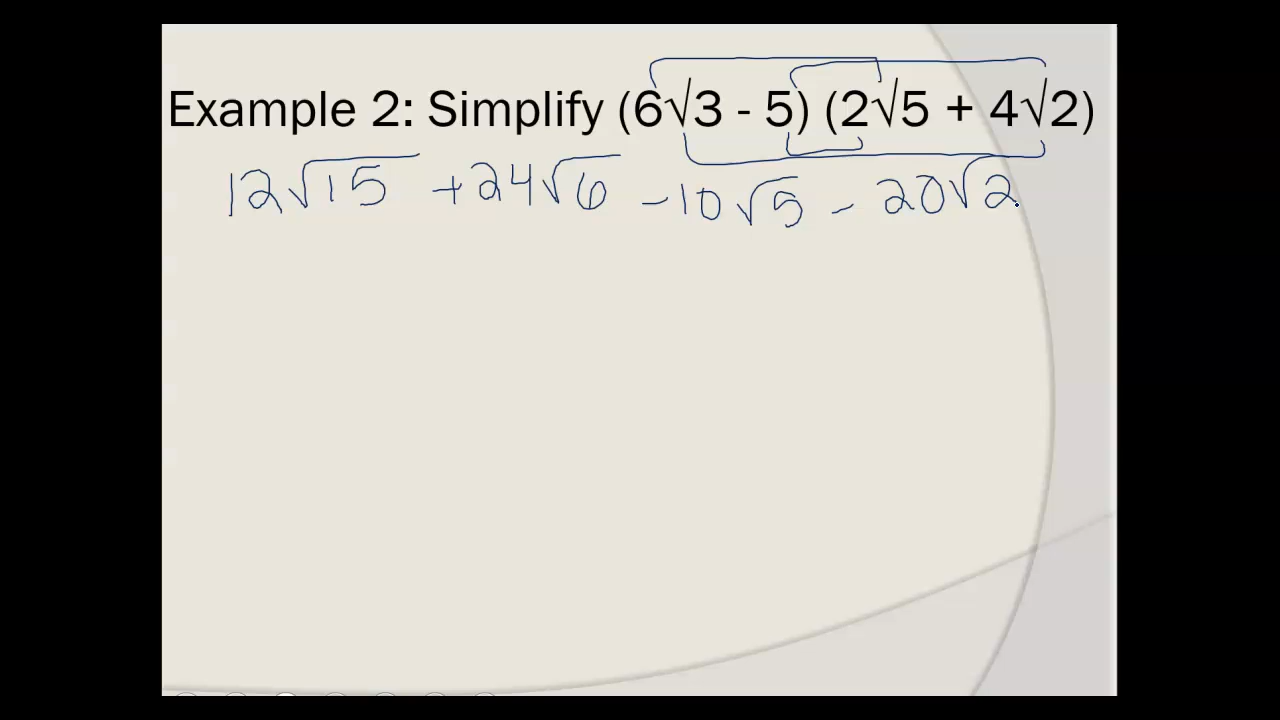 Example 2: Simplify (6√3 - 5) (2√5 + 4√2)
12√15 + 24√6 - 10√5 - 20√2